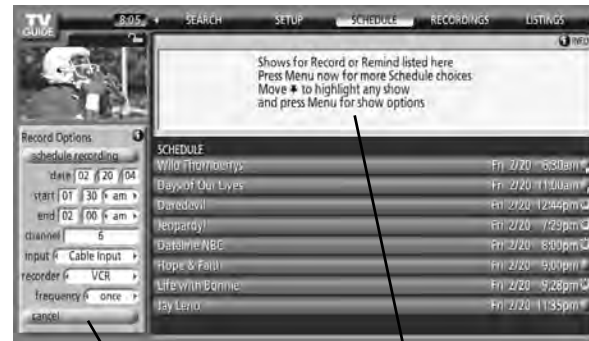 TV
GUIDE
8:05
SEARCH SETUP SCHEDULE RECORDINGS LISTINGS
INFO
Shows for Record or Remind listed here
Press Menu now for more Schedule choices
Move to highlight any show
and press Menu for show options
Record Options
schedule recording
date 02 /20 /04
start 01 30 am
end 02 00 am
channel 6
input Cable Input
recorder VCR
frequency once
cancel
SCHEDULE
Wild Thornberrys Fri 2/20 6:30am
Days of Our Lives Fri 2/20 11:00am
Daredevil Fri 2/20 12:44pm
Jeopardy! Fri 2/20 7:29pm
Dateline NBC Fri 2/20 8:00pm
Hope & Faith Fri 2/20 9:00pm
Life with Bonnie Fri 2/20 9:28pm
Jay Leno Fri 2/20 11:35pm